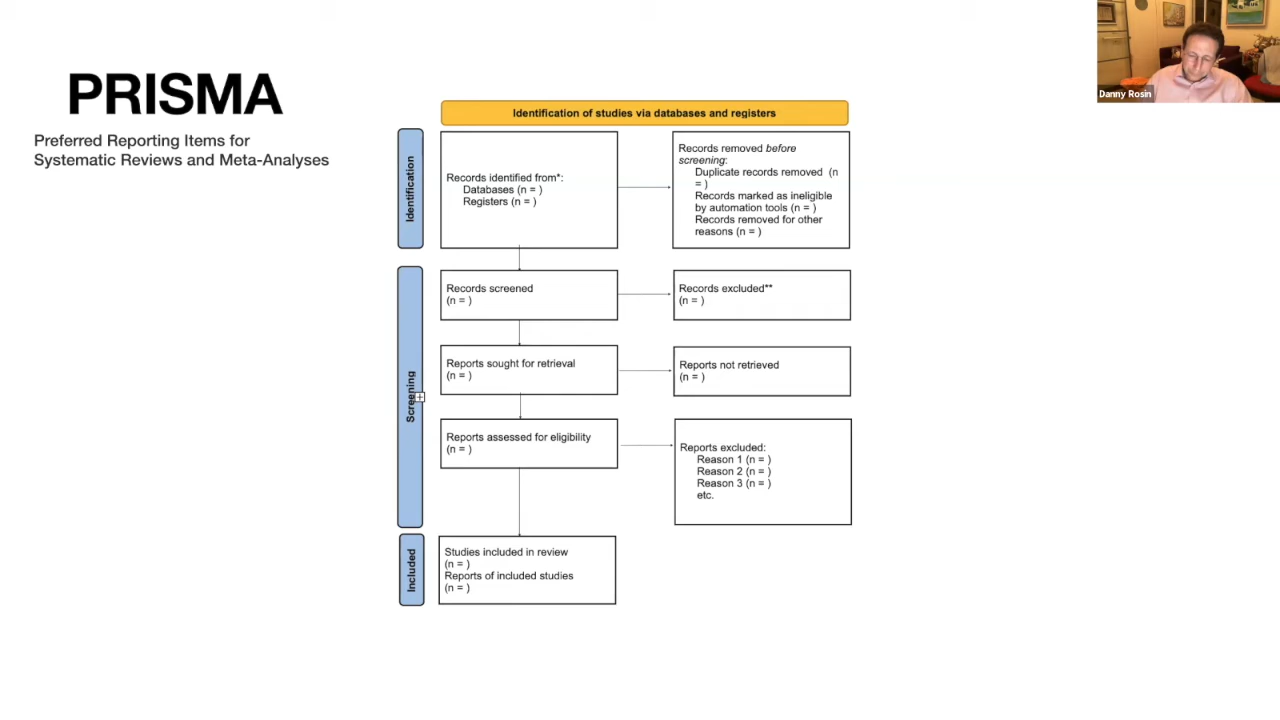 PRISMA
Preferred Reporting Items for
Systematic Reviews and Meta-Analyses
Danny Rosin
Identification of studies via databases and registers
Identification
Records identified from*:
Databases (n = )
Registers (n = )
Records removed before
screening:
Duplicate records removed (n
= )
Records marked as ineligible
by automation tools (n = )
Records removed for other
reasons (n = )
Screening
Records screened
(n = )
Records excluded**
(n = )
Reports sought for retrieval
(n = )
Reports not retrieved
(n = )
Reports assessed for eligibility
(n = )
Reports excluded:
Reason 1 (n = )
Reason 2 (n = )
Reason 3 (n = )
etc.
Included
Studies included in review
(n = )
Reports of included studies
(n = )